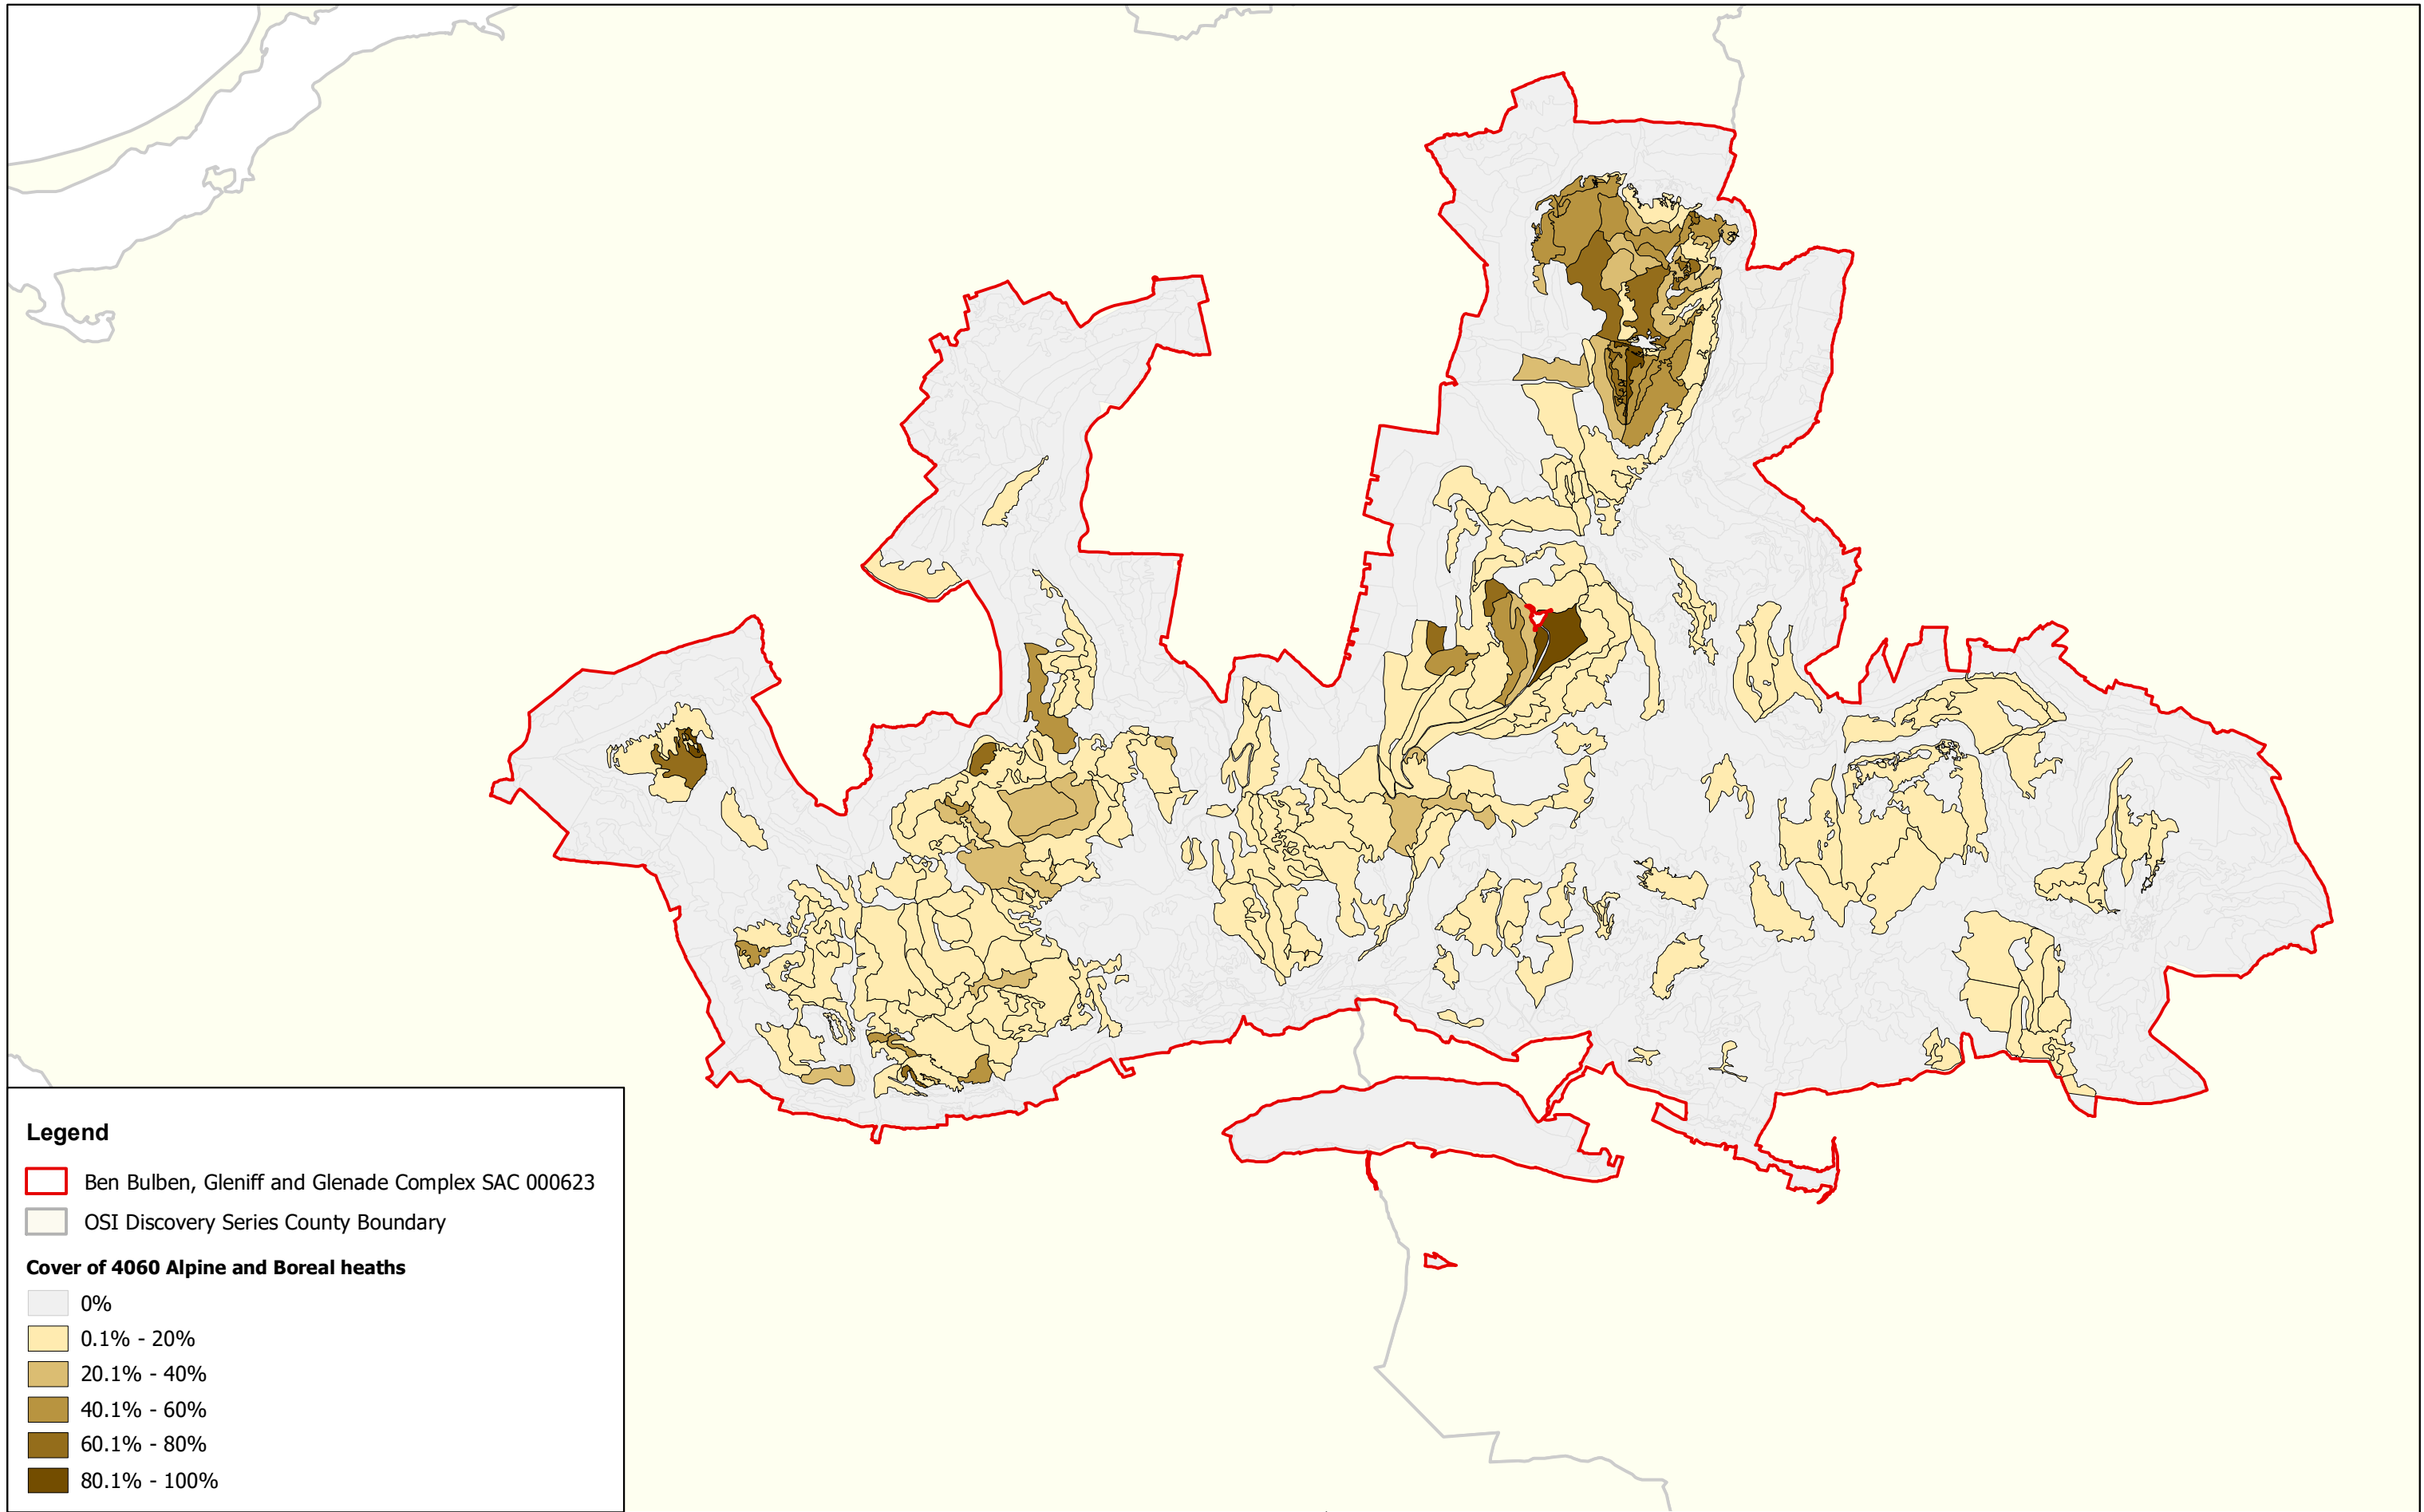 Legend
Ben Bulben, Gleniff and Glenade Complex SAC 000623
OSI Discovery Series County Boundary
Cover of 4060 Alpine and Boreal heaths
0%
0.1% - 20%
20.1% - 40%
40.1% - 60%
60.1% - 80%
80.1% - 100%